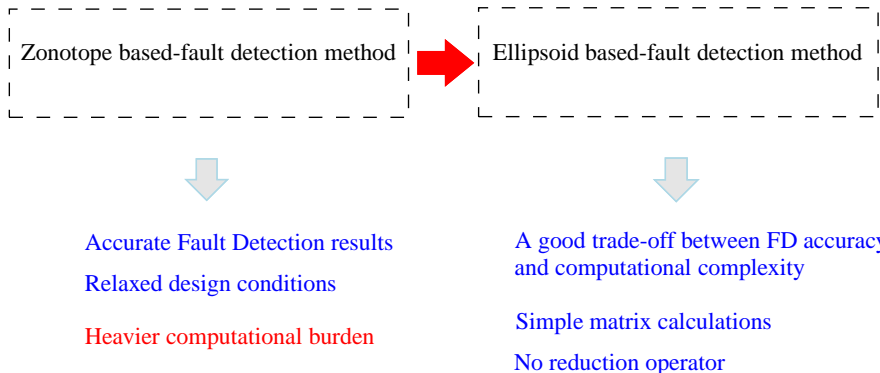 Zonotope based-fault detection method
Ellipsoid based-fault detection method
Accurate Fault Detection results
Relaxed design conditions
Heavier computational burden
A good trade-off between FD accuracy
and computational complexity
Simple matrix calculations
No reduction operator